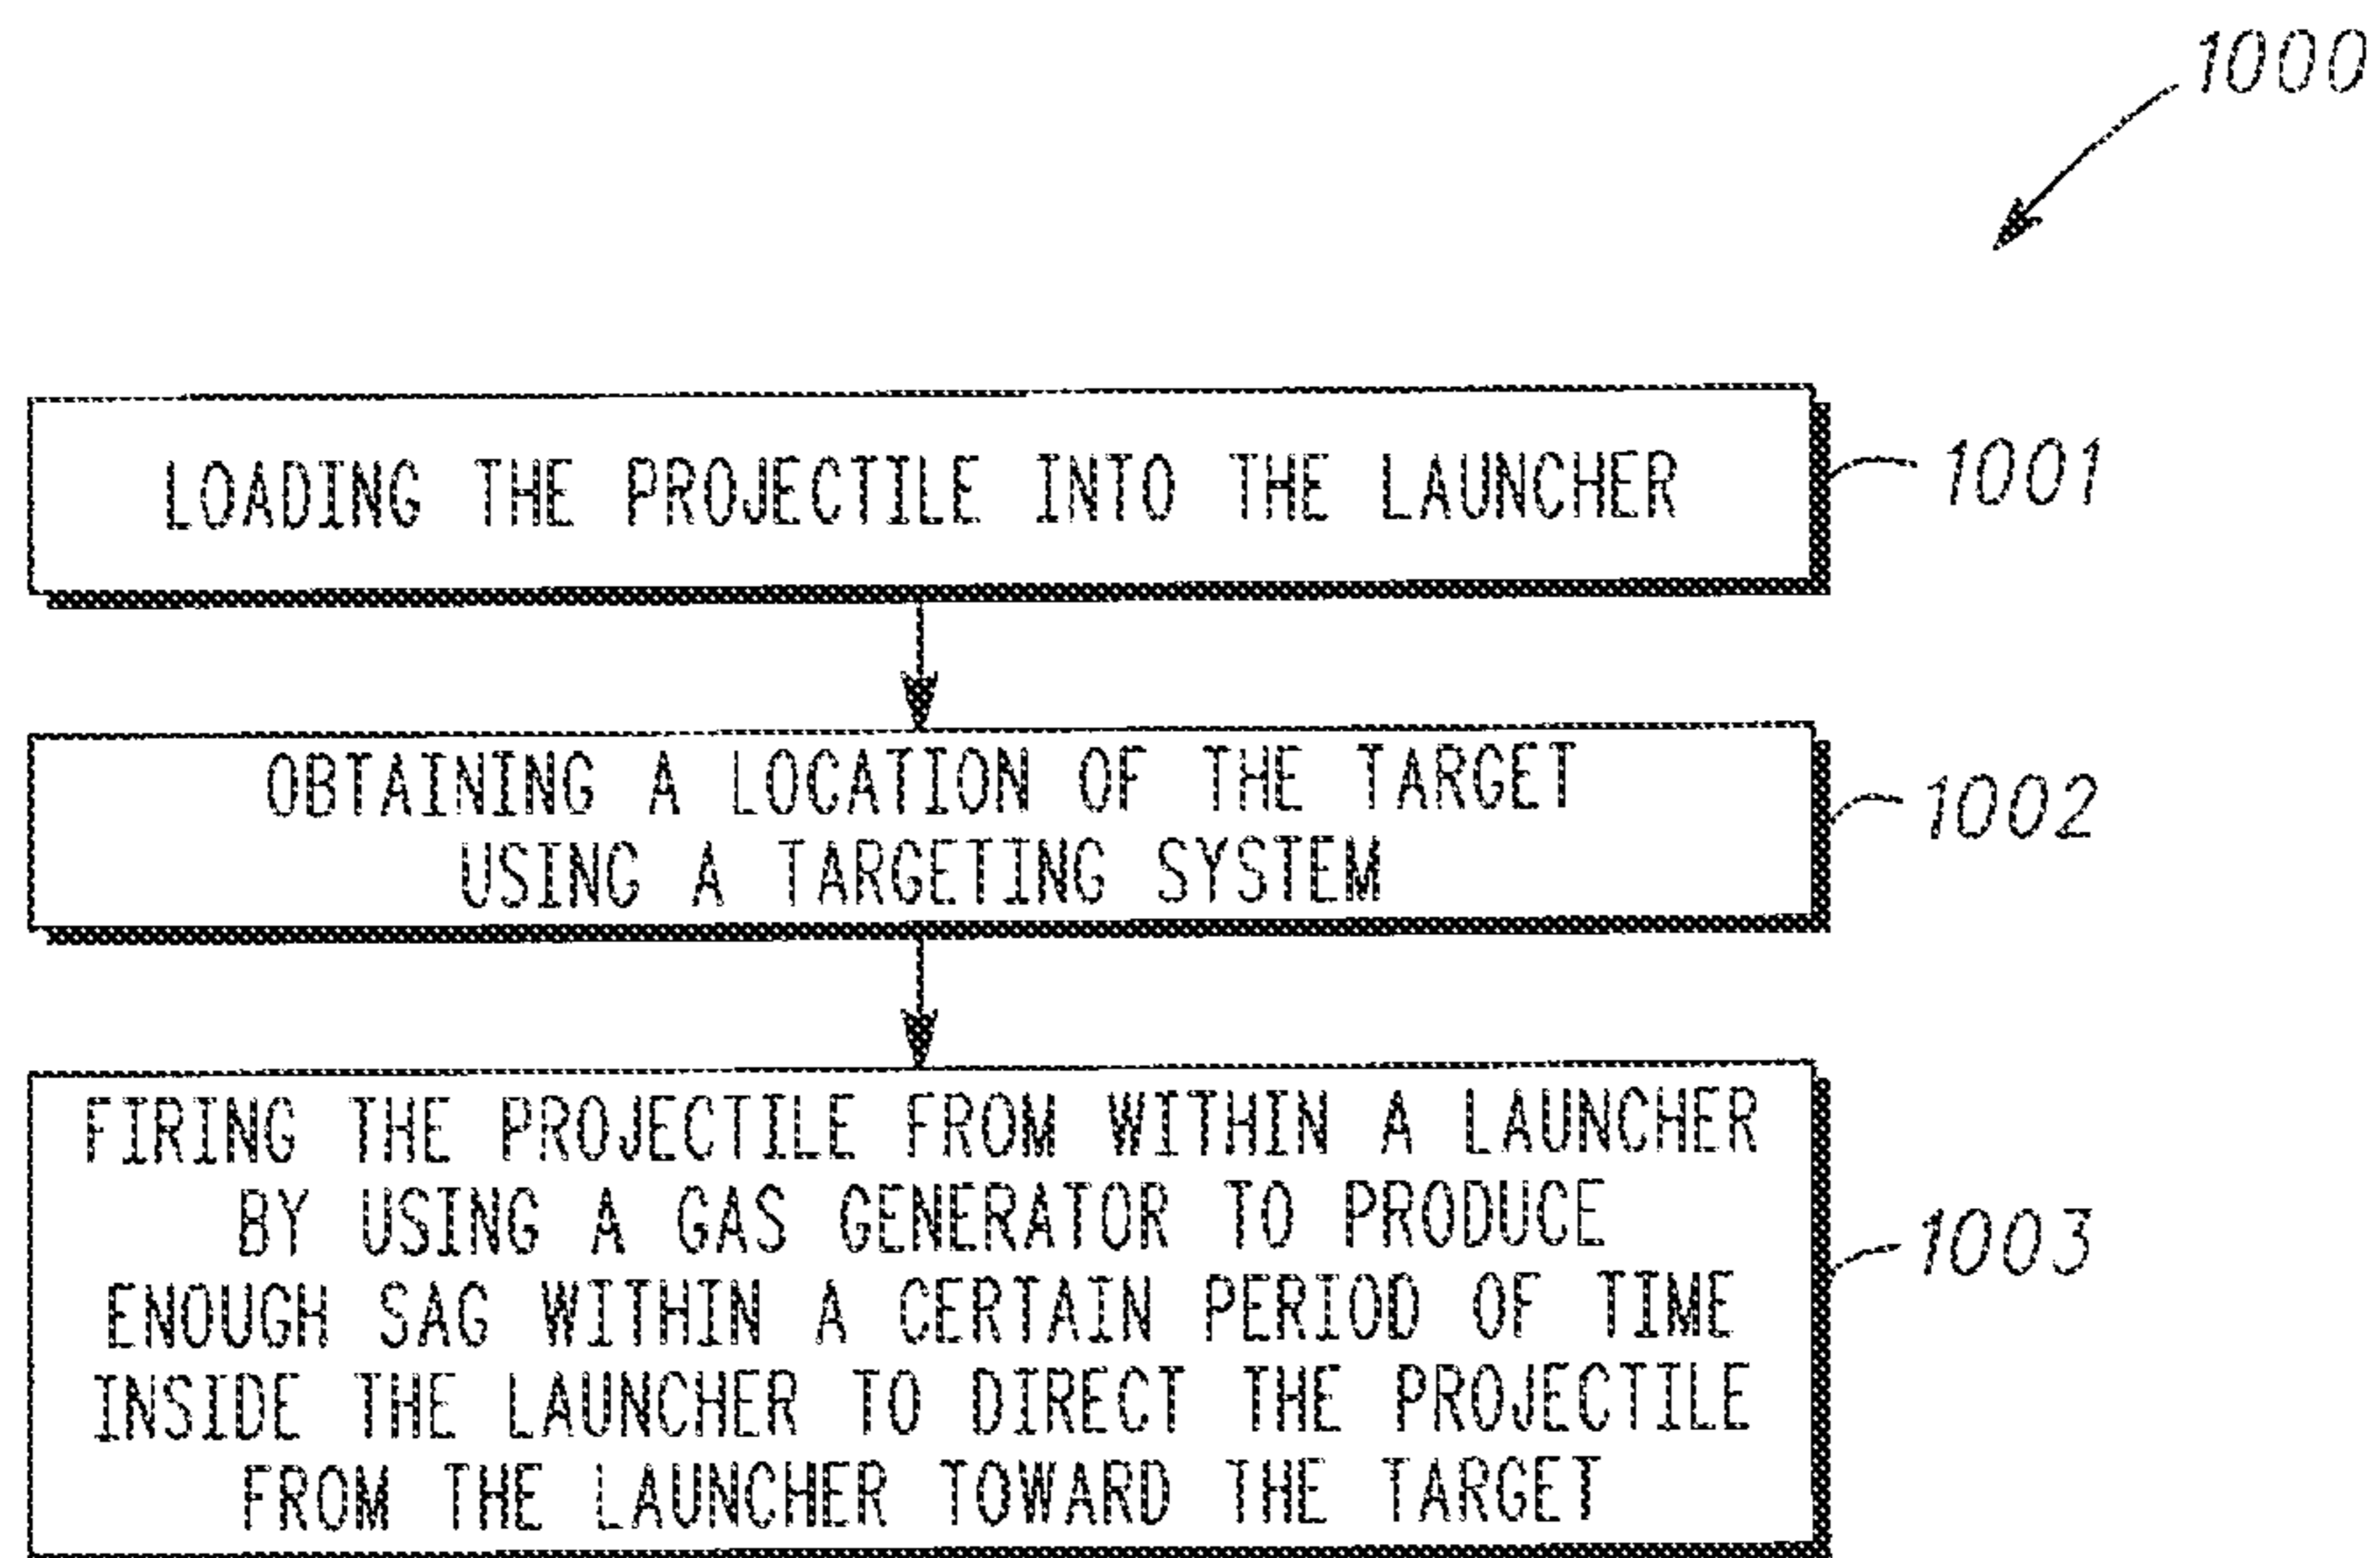 1000
LOADING THE PROJECTILE INTO THE LAUNCHER
1001
OBTAINING A LOCATION OF THE TARGET
USING A TARGETING SYSTEM
1002
FIRING THE PROJECTILE FROM WITHIN A LAUNCHER
BY USING A GAS GENERATOR TO PRODUCE
ENOUGH SAG WITHIN A CERTAIN PERIOD OF TIME
INSIDE THE LAUNCHER TO DIRECT THE PROJECTILE
FROM THE LAUNCHER TOWARD THE TARGET
1003